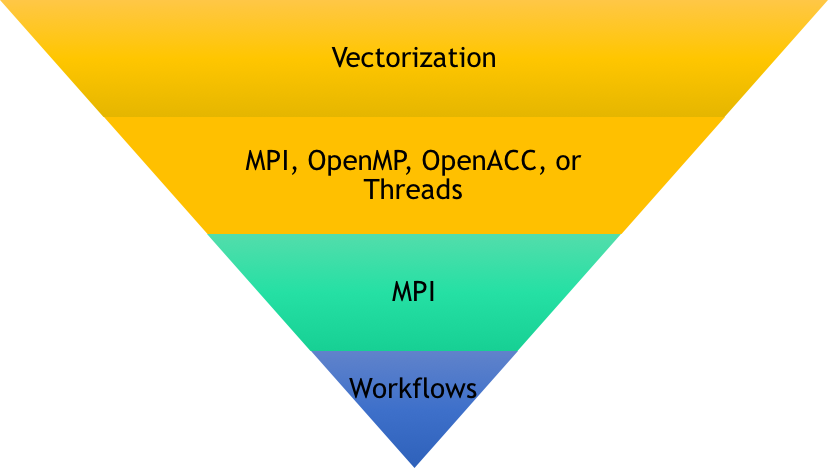 Vectorization
MPI, OpenMP, OpenACC, or
Threads
MPI
Workflows